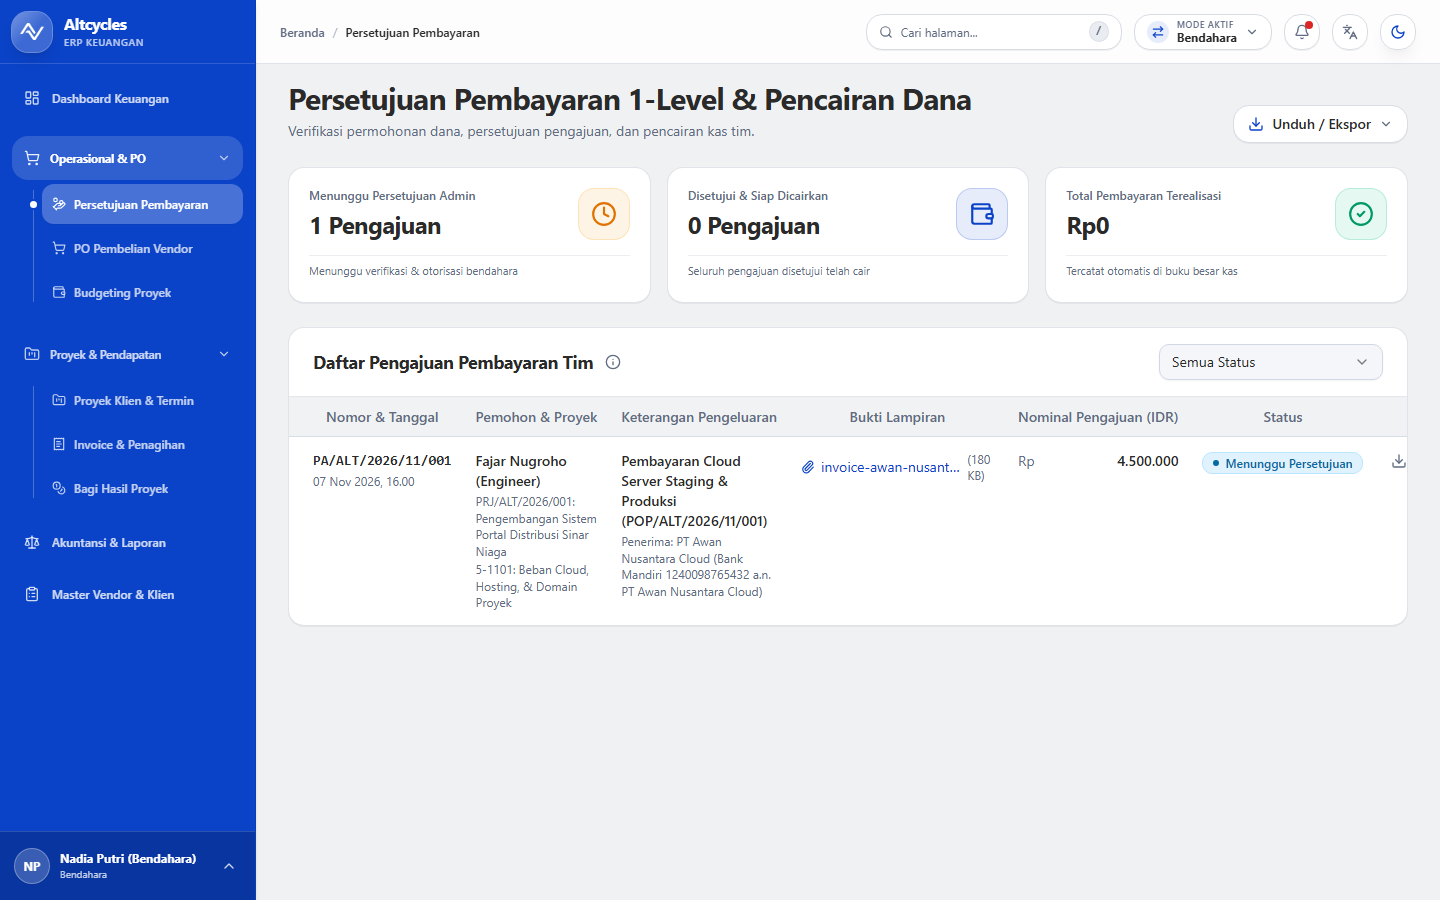 Altcycles
ERP KEUANGAN
Beranda / Persetujuan Pembayaran
Cari halaman...
/
MODE AKTIF
Bendahara
Dashboard Keuangan
Operasional & PO
Persetujuan Pembayaran
PO Pembelian Vendor
Budgeting Proyek
Proyek & Pendapatan
Proyek Klien & Termin
Invoice & Penagihan
Bagi Hasil Proyek
Akuntansi & Laporan
Master Vendor & Klien
NP
Nadia Putri (Bendahara)
Bendahara
Persetujuan Pembayaran 1-Level & Pencairan Dana
Verifikasi permohonan dana, persetujuan pengajuan, dan pencairan kas tim.
Unduh / Ekspor
Menunggu Persetujuan Admin
1 Pengajuan
Menunggu verifikasi & otorisasi bendahara
Disetujui & Siap Dicairkan
0 Pengajuan
Seluruh pengajuan disetujui telah cair
Total Pembayaran Terealisasi
Rp0
Tercatat otomatis di buku besar kas
Daftar Pengajuan Pembayaran Tim
Semua Status
Nomor & Tanggal
Pemohon & Proyek
Keterangan Pengeluaran
Bukti Lampiran
Nominal Pengajuan (IDR)
Status
PA/ALT/2026/11/001
07 Nov 2026, 16.00
Fajar Nugroho
(Engineer)
PRJ/ALT/2026/001:
Pengembangan Sistem
Portal Distribusi Sinar
Niaga
5-1101: Beban Cloud,
Hosting, & Domain
Proyek
Pembayaran Cloud
Server Staging &
Produksi
(POP/ALT/2026/11/001)
Penerima: PT Awan
Nusantara Cloud (Bank
Mandiri 1240098765432 a.n.
PT Awan Nusantara Cloud)
invoice-awan-nusant...
(180
KB)
Rp 4.500.000
Menunggu Persetujuan